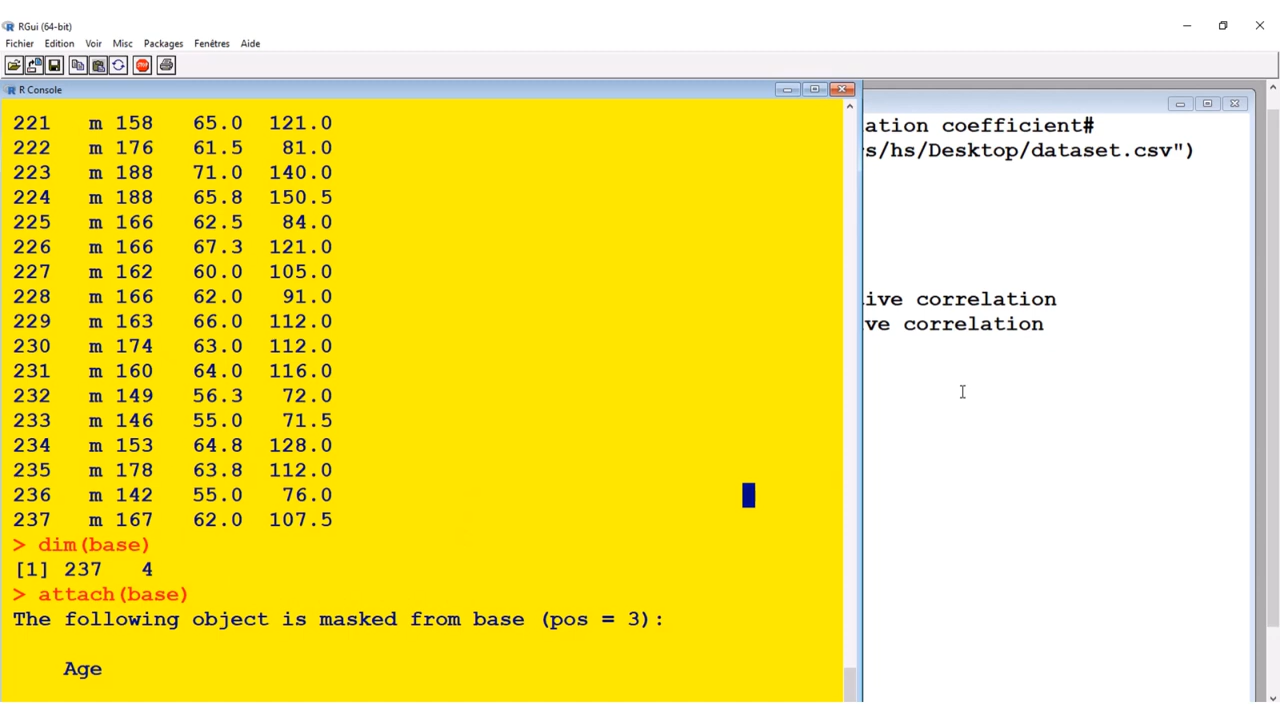 RGui (64-bit)
Fichier Edition Voir Misc Packages Fenêtres Aide
STOP
R Console
221 m 158 65.0 121.0
222 m 176 61.5 81.0
223 m 188 71.0 140.0
224 m 188 65.8 150.5
225 m 166 62.5 84.0
226 m 166 67.3 121.0
227 m 162 60.0 105.0
228 m 166 62.0 91.0
229 m 163 66.0 112.0
230 m 174 63.0 112.0
231 m 160 64.0 116.0
232 m 149 56.3 72.0
233 m 146 55.0 71.5
234 m 153 64.8 128.0
235 m 178 63.8 112.0
236 m 142 55.0 76.0
237 m 167 62.0 107.5
> dim(base)
[1] 237 4
> attach(base)
The following object is masked from base (pos = 3):
Age
ation coefficient#
s/hs/Desktop/dataset.csv")
ive correlation
ve correlation